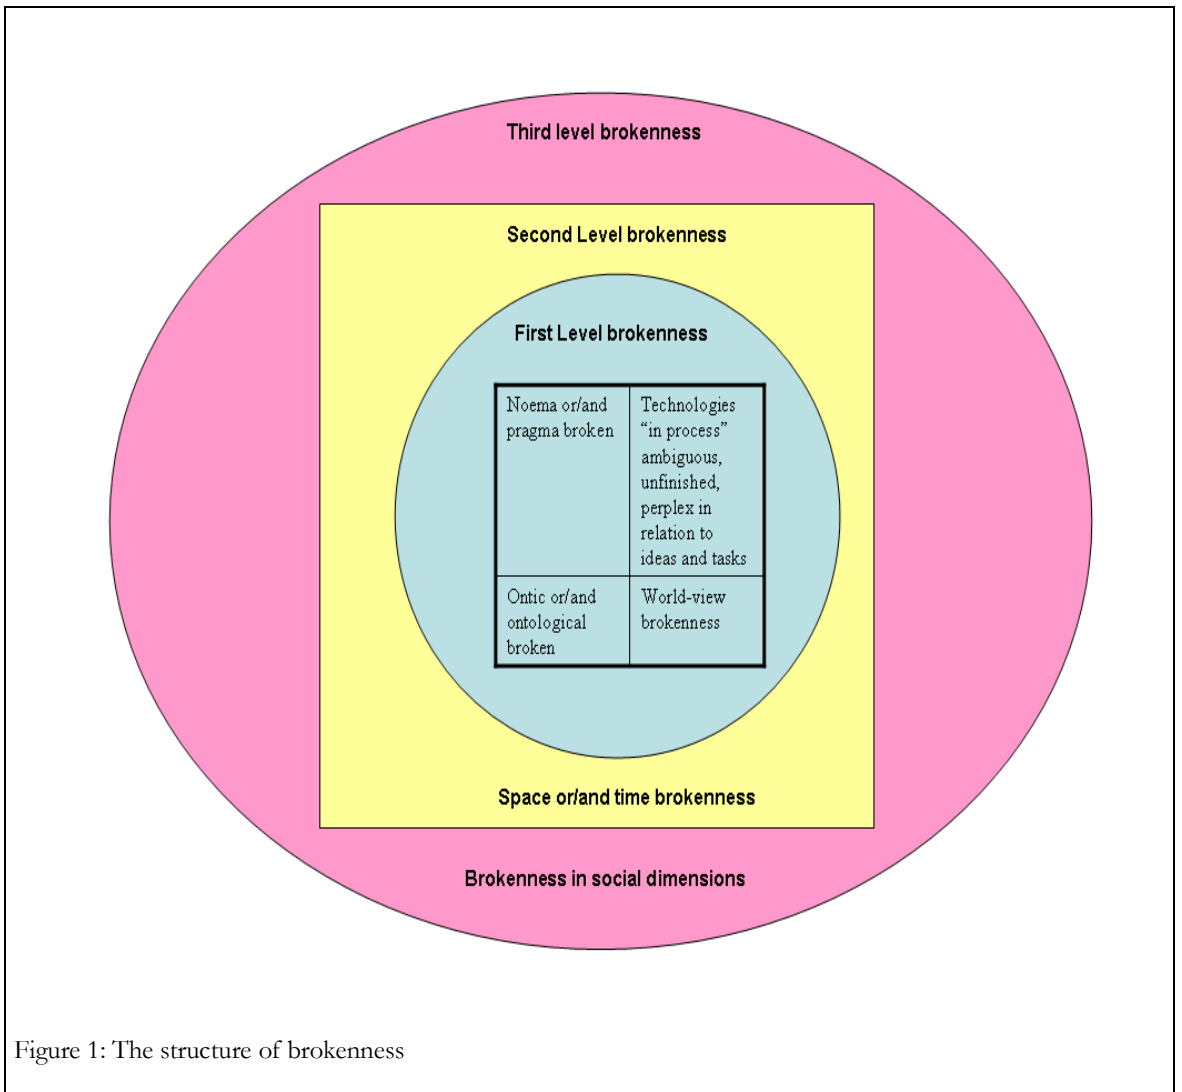 Third level brokenness
Second Level brokenness
First Level brokenness
Noema or/and
pragma broken
Technologies
“in process”
ambiguous,
unfinished,
perplex in
relation to
ideas and tasks
Ontic or/and
ontological
broken
World-view
brokenness
Space or/and time brokenness
Brokenness in social dimensions
Figure 1: The structure of brokenness